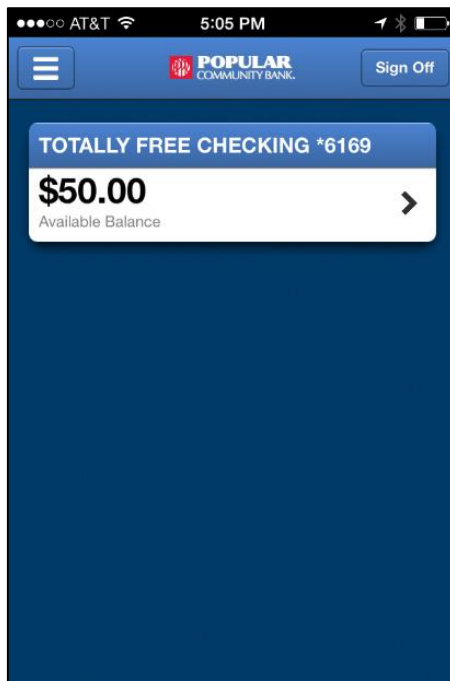 AT&T 5:05 PM
POPULAR
COMMUNITY BANK.
Sign Off
TOTALLY FREE CHECKING *6169
$50.00
Available Balance